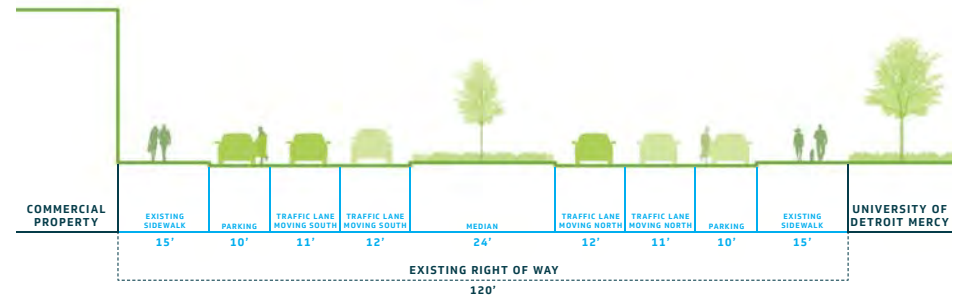 COMMERCIAL
PROPERTY
EXISTING
SIDEWALK
15'
PARKING
10'
TRAFFIC LANE
MOVING SOUTH
11'
TRAFFIC LANE
MOVING SOUTH
12'
MEDIAN
24'
TRAFFIC LANE
MOVING NORTH
12'
TRAFFIC LANE
MOVING NORTH
11'
PARKING
10'
EXISTING
SIDEWALK
15'
UNIVERSITY OF
DETROIT MERCY
EXISTING RIGHT OF WAY
120'